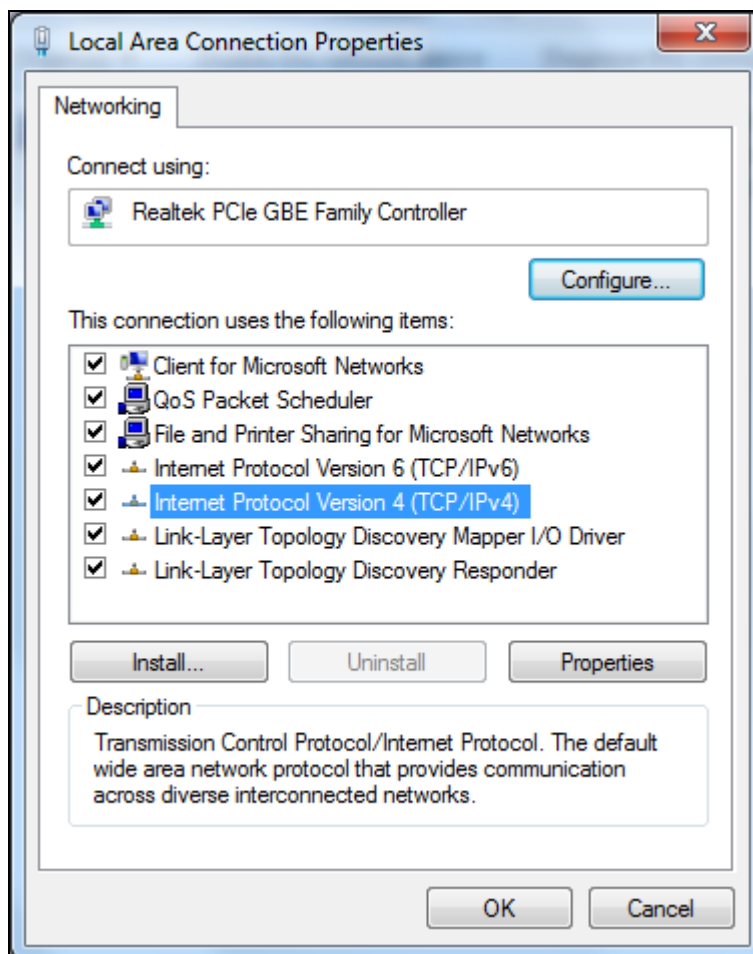 Local Area Connection Properties
Networking
Connect using:
Realtek PCIe GBE Family Controller
Configure...
This connection uses the following items:
Client for Microsoft Networks
QoS Packet Scheduler
File and Printer Sharing for Microsoft Networks
Internet Protocol Version 6 (TCP/IPv6)
Internet Protocol Version 4 (TCP/IPv4)
Link-Layer Topology Discovery Mapper I/O Driver
Link-Layer Topology Discovery Responder
Install... Uninstall Properties
Description
Transmission Control Protocol/Internet Protocol. The default
wide area network protocol that provides communication
across diverse interconnected networks.
OK Cancel